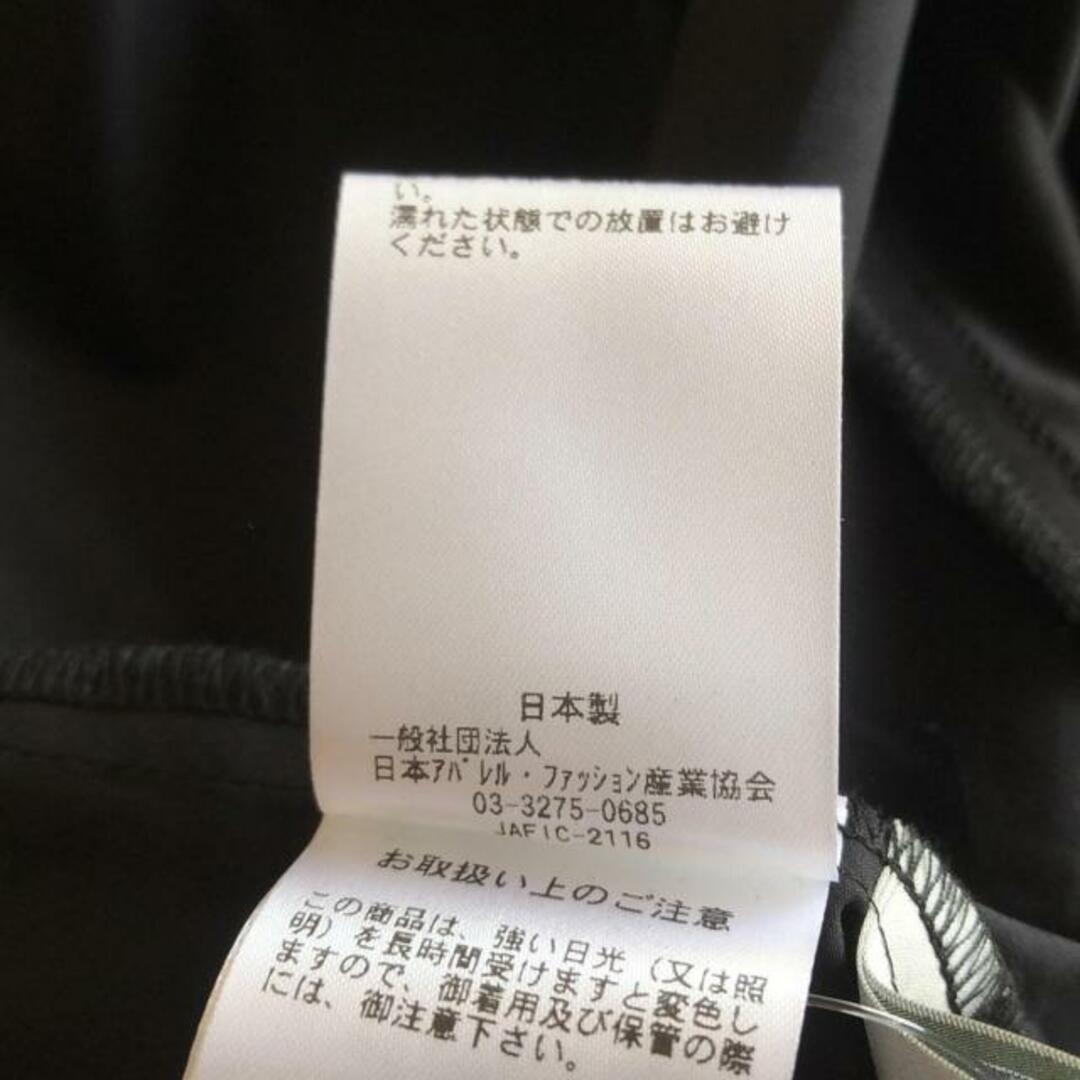 い。
濡れた状態での放置はお避け
ください。
日本製
一般社団法人
日本ｱﾊﾟﾚﾙ・ﾌｧｯｼｮﾝ産業協会
03-3275-0685
JAFIC-2116
お取扱い上のご注意
この商品は、強い日光（又は照
明）を長時間受けますと変色し
ますので、御着用及び保管の際
には、御注意下さい。